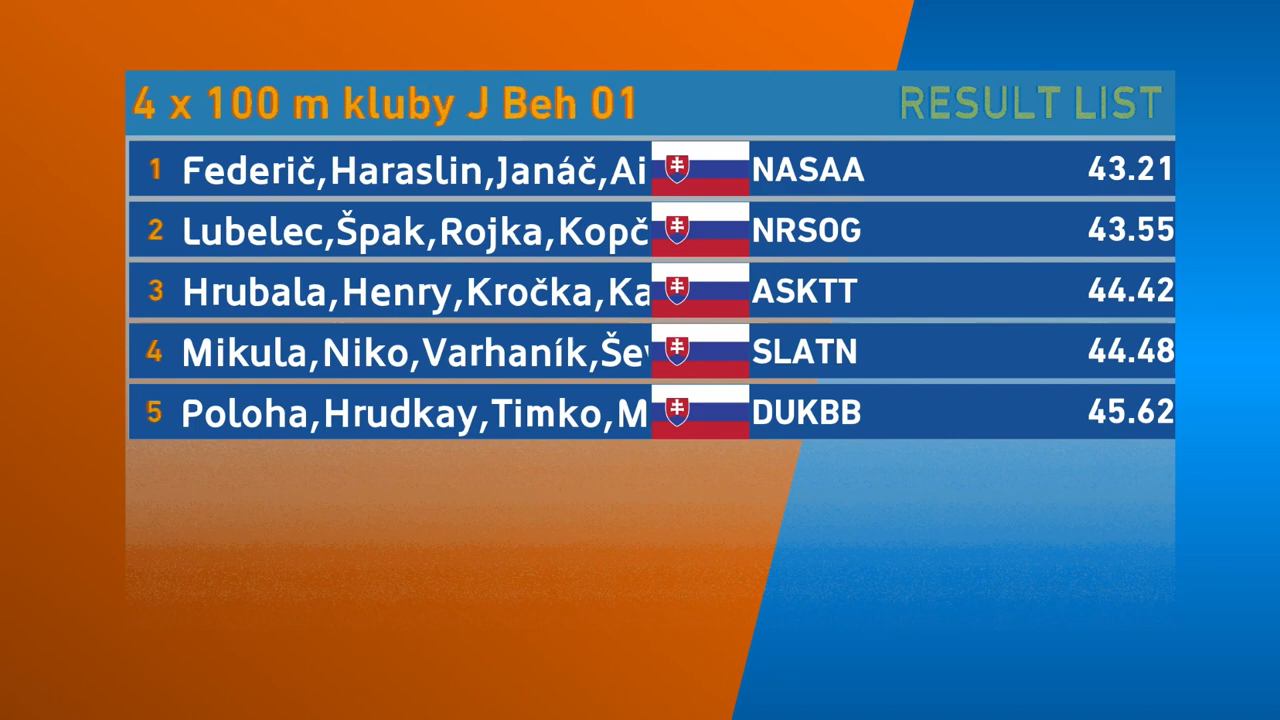 4 x 100 m kluby J Beh 01 RESULT LIST
1 Federič,Haraslin,Janáč,Ai NASAA 43.21
2 Lubelec,Špak,Rojka,Kopč NRSOG 43.55
3 Hrubala,Henry,Kročka,Ka ASKTT 44.42
4 Mikula,Niko,Varhaník,Šev SLATN 44.48
5 Poloha,Hrudkay,Timko,M DUKBB 45.62